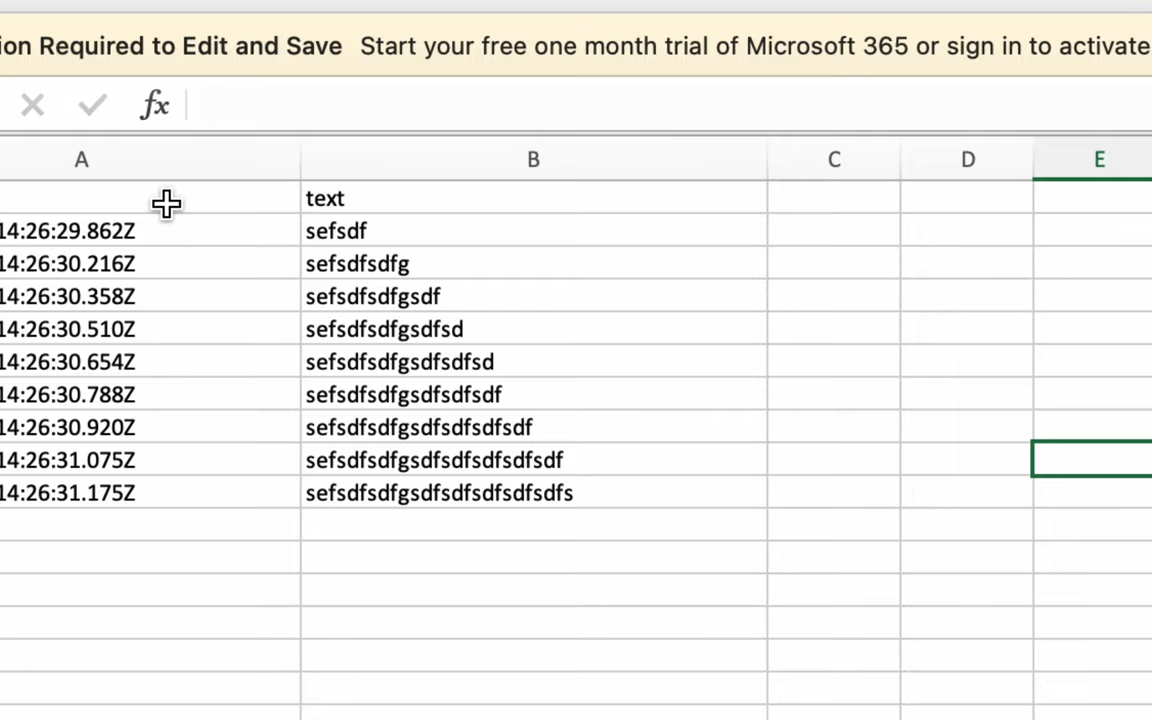 ion Required to Edit and Save Start your free one month trial of Microsoft 365 or sign in to activate
fx
A B C D E
text
14:26:29.862Z sefsdf
14:26:30.216Z sefsdfsdfg
14:26:30.358Z sefsdfsdfgsdf
14:26:30.510Z sefsdfsdfgsdfsd
14:26:30.654Z sefsdfsdfgsdfsdfsd
14:26:30.788Z sefsdfsdfgsdfsdfsdf
14:26:30.920Z sefsdfsdfgsdfsdfsdfsdf
14:26:31.075Z sefsdfsdfgsdfsdfsdfsdfsdf
14:26:31.175Z sefsdfsdfgsdfsdfsdfsdfsdfs